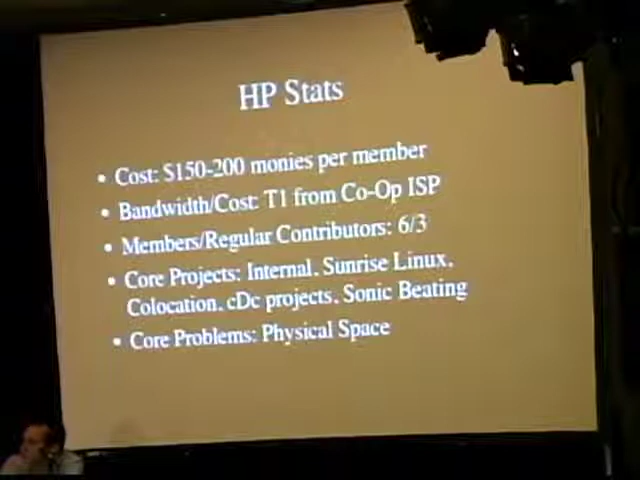 HP Stats
• Cost: $150-200 monies per member
• Bandwidth/Cost: T1 from Co-Op ISP
• Members/Regular Contributors: 6/3
• Core Projects: Internal, Sunrise Linux,
Colocation, cDc projects, Sonic Beating
• Core Problems: Physical Space